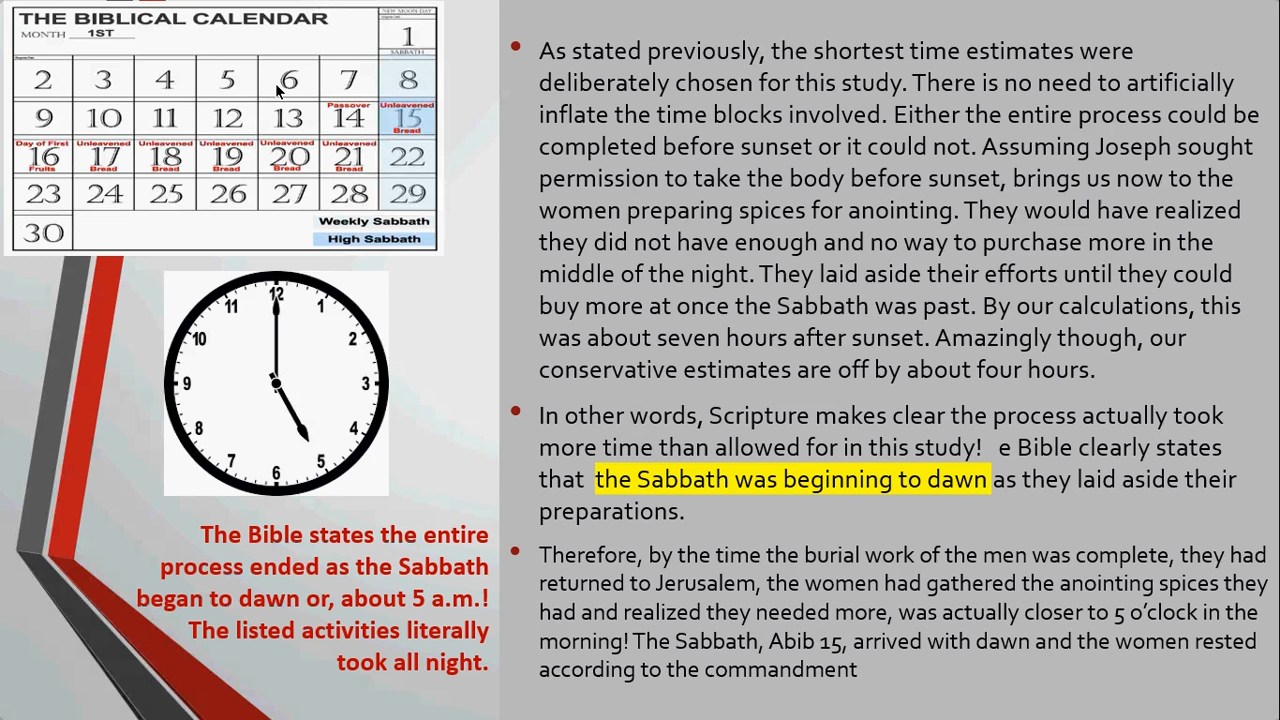 THE BIBLICAL CALENDAR
MONTH 1ST
NEW MOON DAY
1
SABBATH
2 3 4 5 6 7 8
Passover Unleavened
9 10 11 12 13 14 15
Bread
Day of First Unleavened Unleavened Unleavened Unleavened Unleavened
16 17 18 19 20 21 22
Fruits Bread Bread Bread Bread Bread
23 24 25 26 27 28 29
Weekly Sabbath
30
High Sabbath
12
11 1
10 2
9 3
8 4
7 5
6
The Bible states the entire
process ended as the Sabbath
began to dawn or, about 5 a.m.!
The listed activities literally
took all night.
• As stated previously, the shortest time estimates were
deliberately chosen for this study. There is no need to artificially
inflate the time blocks involved. Either the entire process could be
completed before sunset or it could not. Assuming Joseph sought
permission to take the body before sunset, brings us now to the
women preparing spices for anointing. They would have realized
they did not have enough and no way to purchase more in the
middle of the night. They laid aside their efforts until they could
buy more at once the Sabbath was past. By our calculations, this
was about seven hours after sunset. Amazingly though, our
conservative estimates are off by about four hours.
• In other words, Scripture makes clear the process actually took
more time than allowed for in this study! e Bible clearly states
that the Sabbath was beginning to dawn as they laid aside their
preparations.
• Therefore, by the time the burial work of the men was complete, they had
returned to Jerusalem, the women had gathered the anointing spices they
had and realized they needed more, was actually closer to 5 o'clock in the
morning! The Sabbath, Abib 15, arrived with dawn and the women rested
according to the commandment